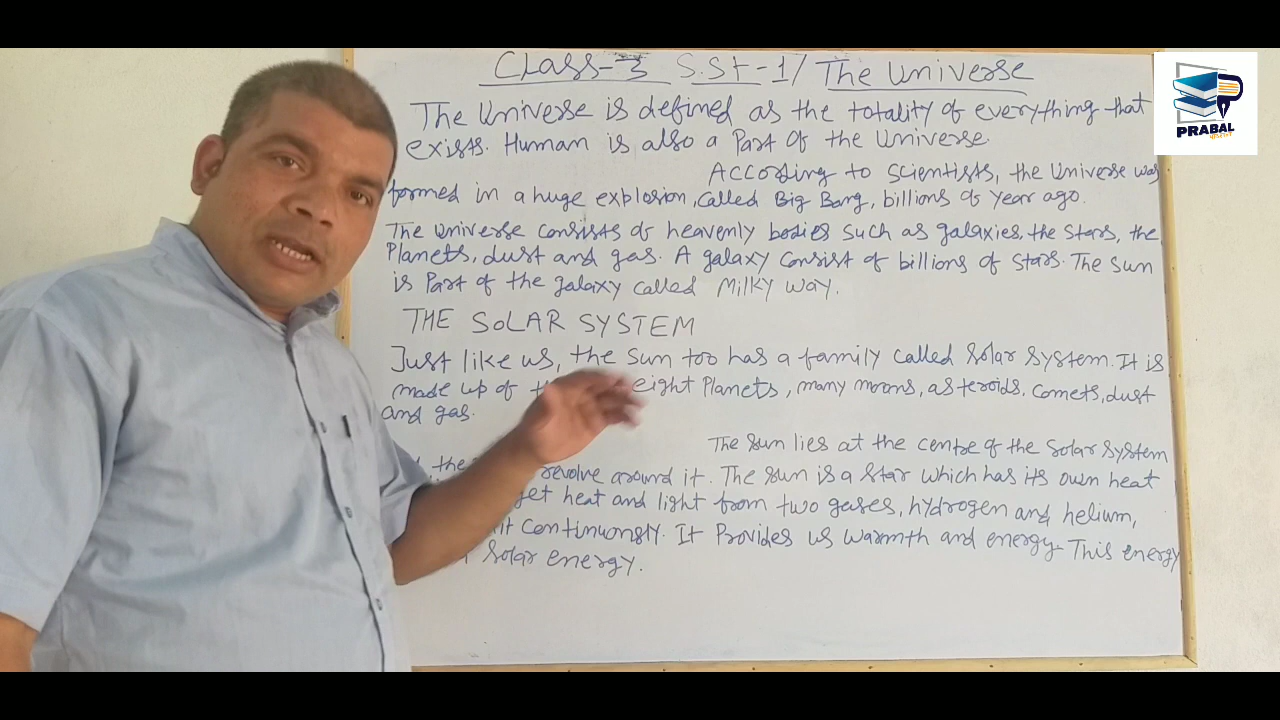 CLASS-3 S.St-1/ The Universe
The Universe is defined as the totality of everything that
exists. Human is also a Part of the Universe.
According to scientists, the Universe was
formed in a huge explosion, called Big Bang, billions of year ago.
The universe consists of heavenly bodies such as galaxies, the stars, the
Planets, dust and gas. A galaxy consist of billions of stars. The sun
is Part of the galaxy called Milky Way.
THE SOLAR SYSTEM
Just like us, the sun too has a family called Solar System. It is
made up of eight Planets, many moons, asteroids, comets, dust
and gas.
The sun lies at the centre of the Solar System
the revolve around it. The sun is a star which has its own heat
get heat and light from two gases, hydrogen and helium,
continuously. It Provides us warmth and energy. This energy
Solar energy.
PRABAL